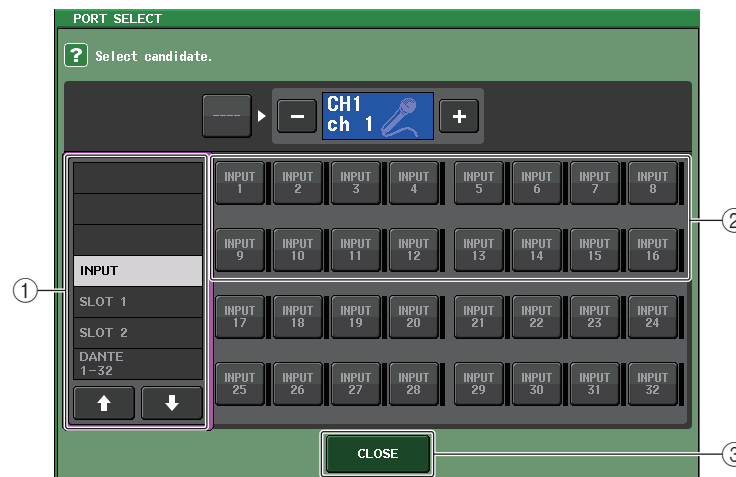 PORT SELECT
? Select candidate.
---- CH1
ch 1
− +
INPUT
SLOT 1
SLOT 2
DANTE
1-32
INPUT 1 INPUT 2 INPUT 3 INPUT 4 INPUT 5 INPUT 6 INPUT 7 INPUT 8
INPUT 9 INPUT 10 INPUT 11 INPUT 12 INPUT 13 INPUT 14 INPUT 15 INPUT 16
INPUT 17 INPUT 18 INPUT 19 INPUT 20 INPUT 21 INPUT 22 INPUT 23 INPUT 24
INPUT 25 INPUT 26 INPUT 27 INPUT 28 INPUT 29 INPUT 30 INPUT 31 INPUT 32
CLOSE
1
2
3